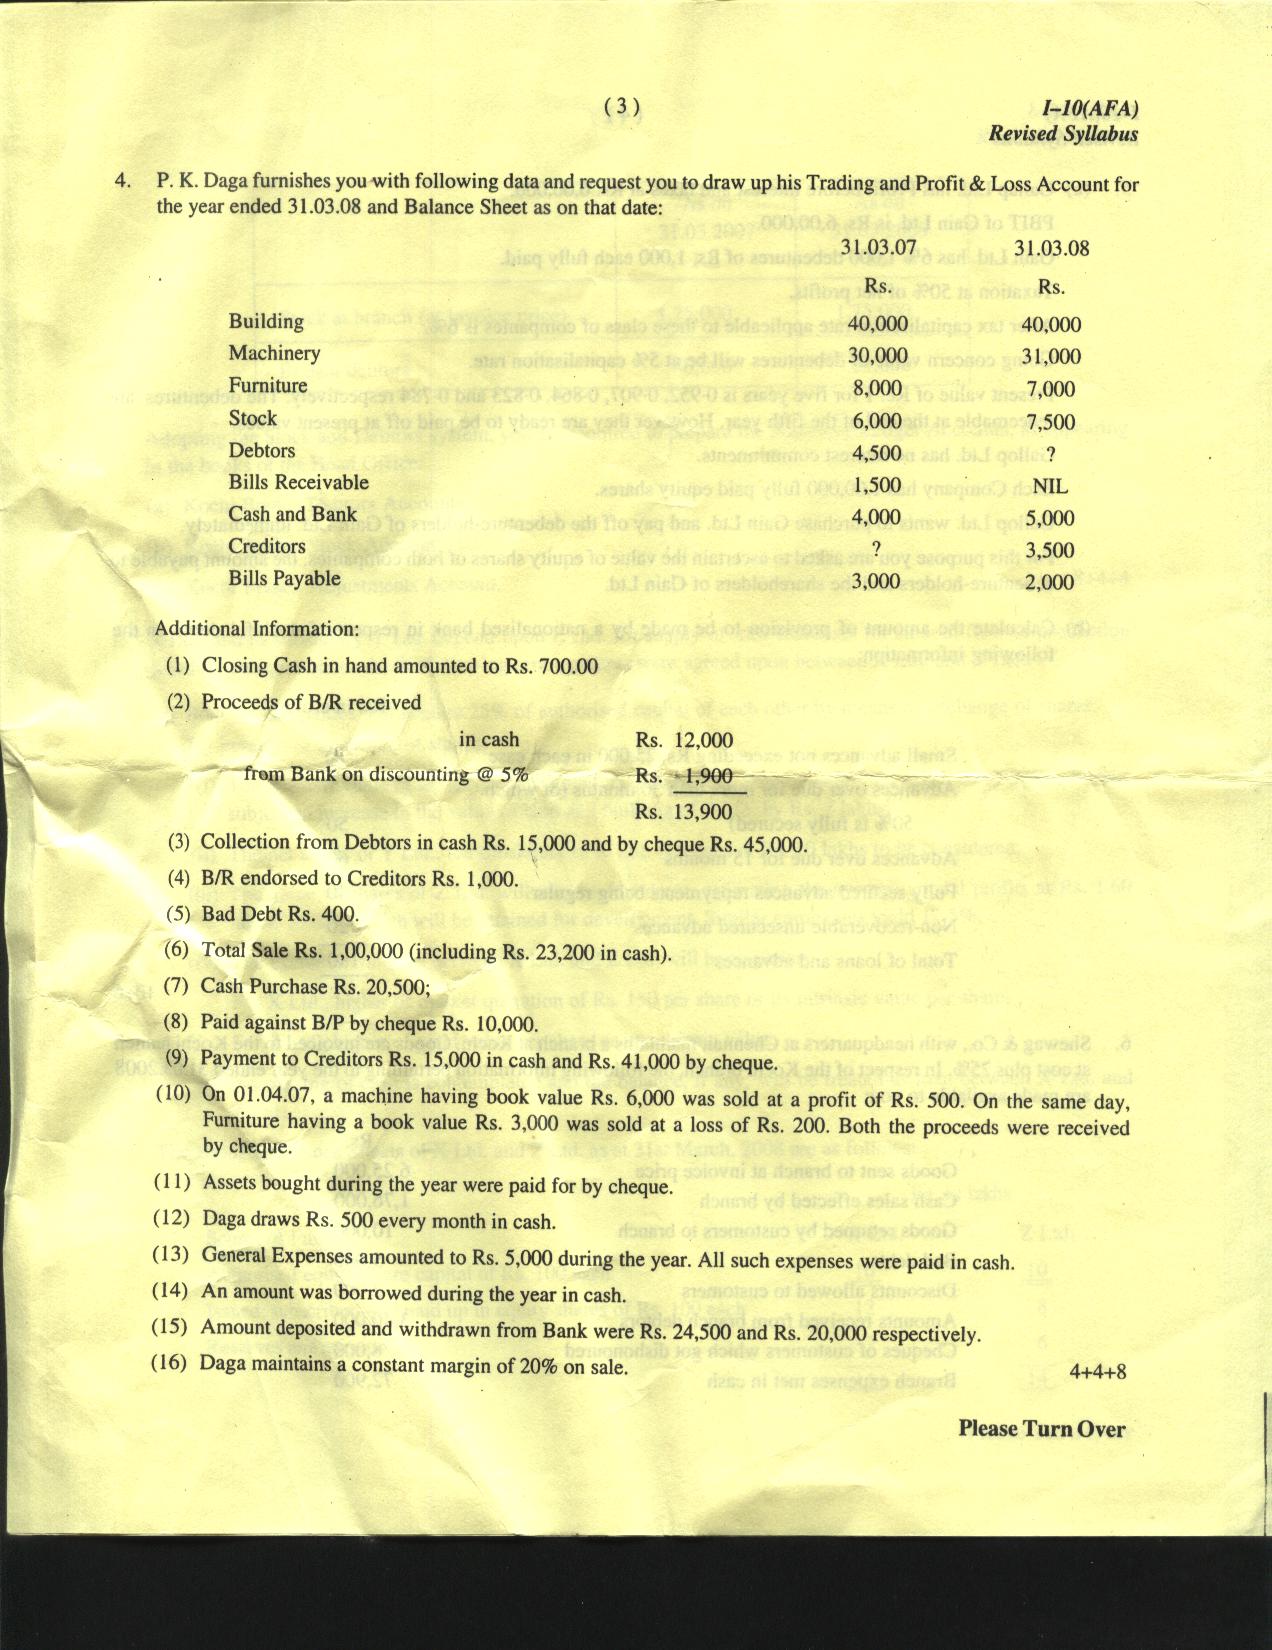 ( 3 )
I–10(AFA)
Revised Syllabus
4. P. K. Daga furnishes you with following data and request you to draw up his Trading and Profit & Loss Account for
the year ended 31.03.08 and Balance Sheet as on that date:
31.03.07 31.03.08
Rs. Rs.
Building 40,000 40,000
Machinery 30,000 31,000
Furniture 8,000 7,000
Stock 6,000 7,500
Debtors 4,500 ?
Bills Receivable 1,500 NIL
Cash and Bank 4,000 5,000
Creditors ? 3,500
Bills Payable 3,000 2,000
Additional Information:
(1) Closing Cash in hand amounted to Rs. 700.00
(2) Proceeds of B/R received
in cash Rs. 12,000
from Bank on discounting @ 5% Rs. 1,900
Rs. 13,900
(3) Collection from Debtors in cash Rs. 15,000 and by cheque Rs. 45,000.
(4) B/R endorsed to Creditors Rs. 1,000.
(5) Bad Debt Rs. 400.
(6) Total Sale Rs. 1,00,000 (including Rs. 23,200 in cash).
(7) Cash Purchase Rs. 20,500;
(8) Paid against B/P by cheque Rs. 10,000.
(9) Payment to Creditors Rs. 15,000 in cash and Rs. 41,000 by cheque.
(10) On 01.04.07, a machine having book value Rs. 6,000 was sold at a profit of Rs. 500. On the same day,
Furniture having a book value Rs. 3,000 was sold at a loss of Rs. 200. Both the proceeds were received
by cheque.
(11) Assets bought during the year were paid for by cheque.
(12) Daga draws Rs. 500 every month in cash.
(13) General Expenses amounted to Rs. 5,000 during the year. All such expenses were paid in cash.
(14) An amount was borrowed during the year in cash.
(15) Amount deposited and withdrawn from Bank were Rs. 24,500 and Rs. 20,000 respectively.
(16) Daga maintains a constant margin of 20% on sale.
4+4+8
Please Turn Over